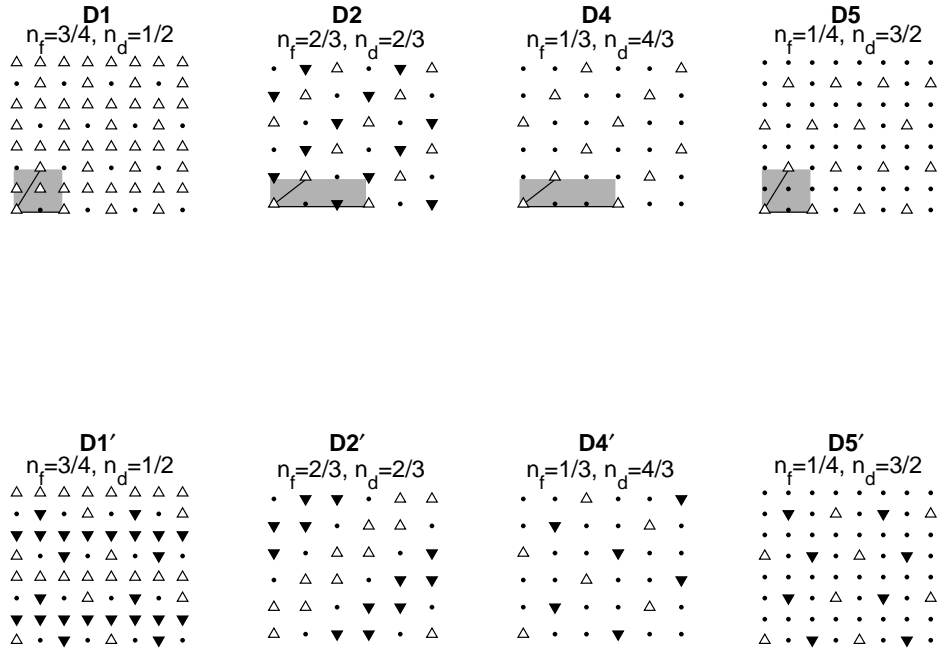 D1
n_f=3/4, n_d=1/2
D2
n_f=2/3, n_d=2/3
D4
n_f=1/3, n_d=4/3
D5
n_f=1/4, n_d=3/2
D1′
n_f=3/4, n_d=1/2
D2′
n_f=2/3, n_d=2/3
D4′
n_f=1/3, n_d=4/3
D5′
n_f=1/4, n_d=3/2